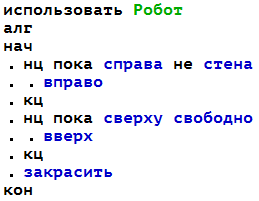 использовать Робот
алг
нач
. нц пока справа не стена
. . вправо
. кц
. нц пока сверху свободно
. . вверх
. кц
. закрасить
кон